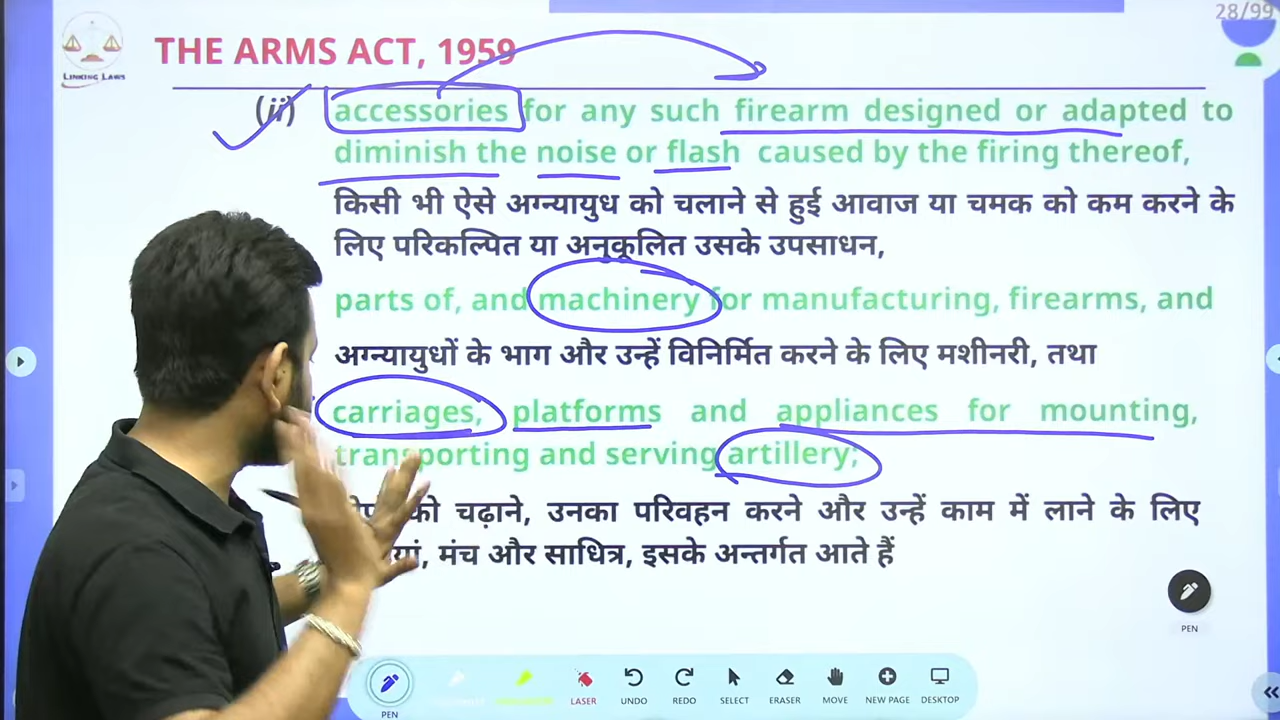 28/99
THE ARMS ACT, 1959
LINKING LAWS
(ii) accessories for any such firearm designed or adapted to
diminish the noise or flash caused by the firing thereof,
किसी भी ऐसे अग्न्यायुध को चलाने से हुई आवाज या चमक को कम करने के
लिए परिकल्पित या अनुकूलित उसके उपसाधन,
parts of, and machinery for manufacturing, firearms, and
अग्न्यायुधों के भाग और उन्हें विनिर्मित करने के लिए मशीनरी, तथा
carriages, platforms and appliances for mounting,
transporting and serving artillery;
को चढ़ाने, उनका परिवहन करने और उन्हें काम में लाने के लिए
मंच और साधित्र, इसके अन्तर्गत आते हैं
PEN
PEN LASER UNDO REDO SELECT ERASER MOVE NEW PAGE DESKTOP